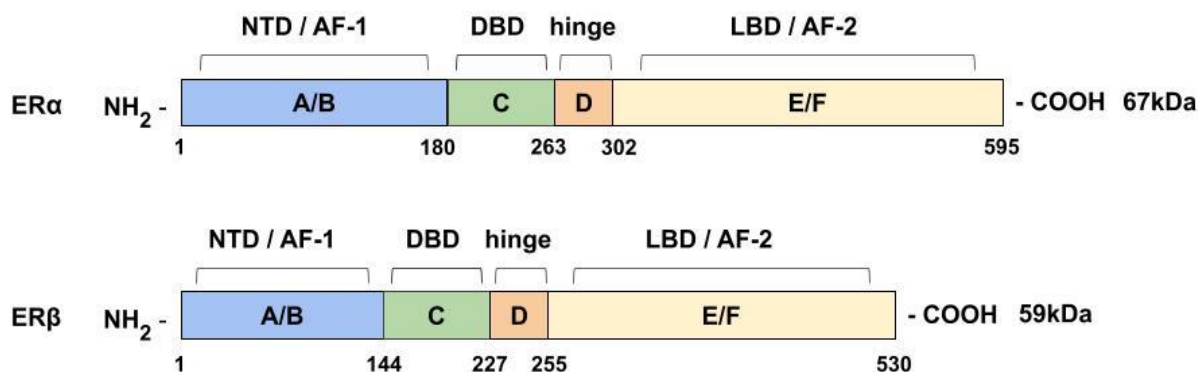 NTD / AF-1 DBD hinge LBD / AF-2
ERα NH2 - A/B C D E/F - COOH 67kDa
1 180 263 302 595
NTD / AF-1 DBD hinge LBD / AF-2
ERβ NH2 - A/B C D E/F - COOH 59kDa
1 144 227 255 530